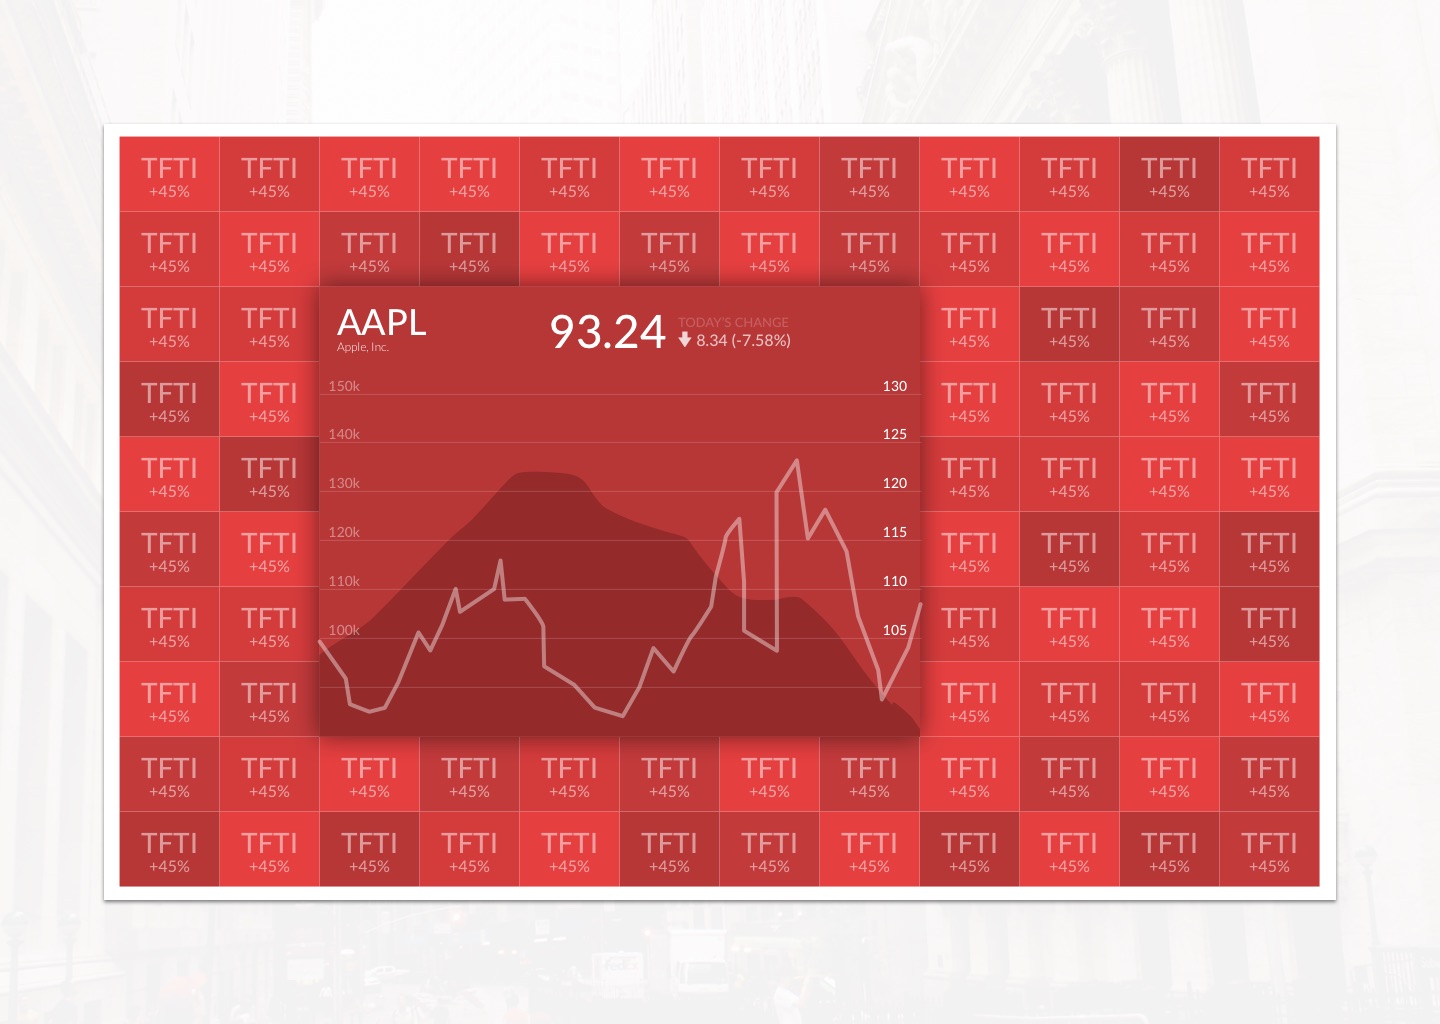 TFTI TFTI TFTI TFTI TFTI TFTI TFTI TFTI TFTI TFTI TFTI TFTI
+45% +45% +45% +45% +45% +45% +45% +45% +45% +45% +45% +45%
TFTI TFTI TFTI TFTI TFTI TFTI TFTI TFTI TFTI TFTI TFTI TFTI
+45% +45% +45% +45% +45% +45% +45% +45% +45% +45% +45% +45%
AAPL
Apple, Inc.
93.24
TODAY'S CHANGE
8.34 (-7.58%)
150k 130
140k 125
130k 120
120k 115
110k 110
100k 105
TFTI TFTI TFTI TFTI TFTI TFTI
+45% +45% +45% +45% +45% +45%
TFTI TFTI TFTI TFTI TFTI TFTI
+45% +45% +45% +45% +45% +45%
TFTI TFTI TFTI TFTI TFTI TFTI
+45% +45% +45% +45% +45% +45%
TFTI TFTI TFTI TFTI TFTI TFTI
+45% +45% +45% +45% +45% +45%
TFTI TFTI TFTI TFTI TFTI TFTI
+45% +45% +45% +45% +45% +45%
TFTI TFTI TFTI TFTI TFTI TFTI
+45% +45% +45% +45% +45% +45%
TFTI TFTI TFTI TFTI TFTI TFTI TFTI TFTI TFTI TFTI TFTI TFTI
+45% +45% +45% +45% +45% +45% +45% +45% +45% +45% +45% +45%
TFTI TFTI TFTI TFTI TFTI TFTI TFTI TFTI TFTI TFTI TFTI TFTI
+45% +45% +45% +45% +45% +45% +45% +45% +45% +45% +45% +45%